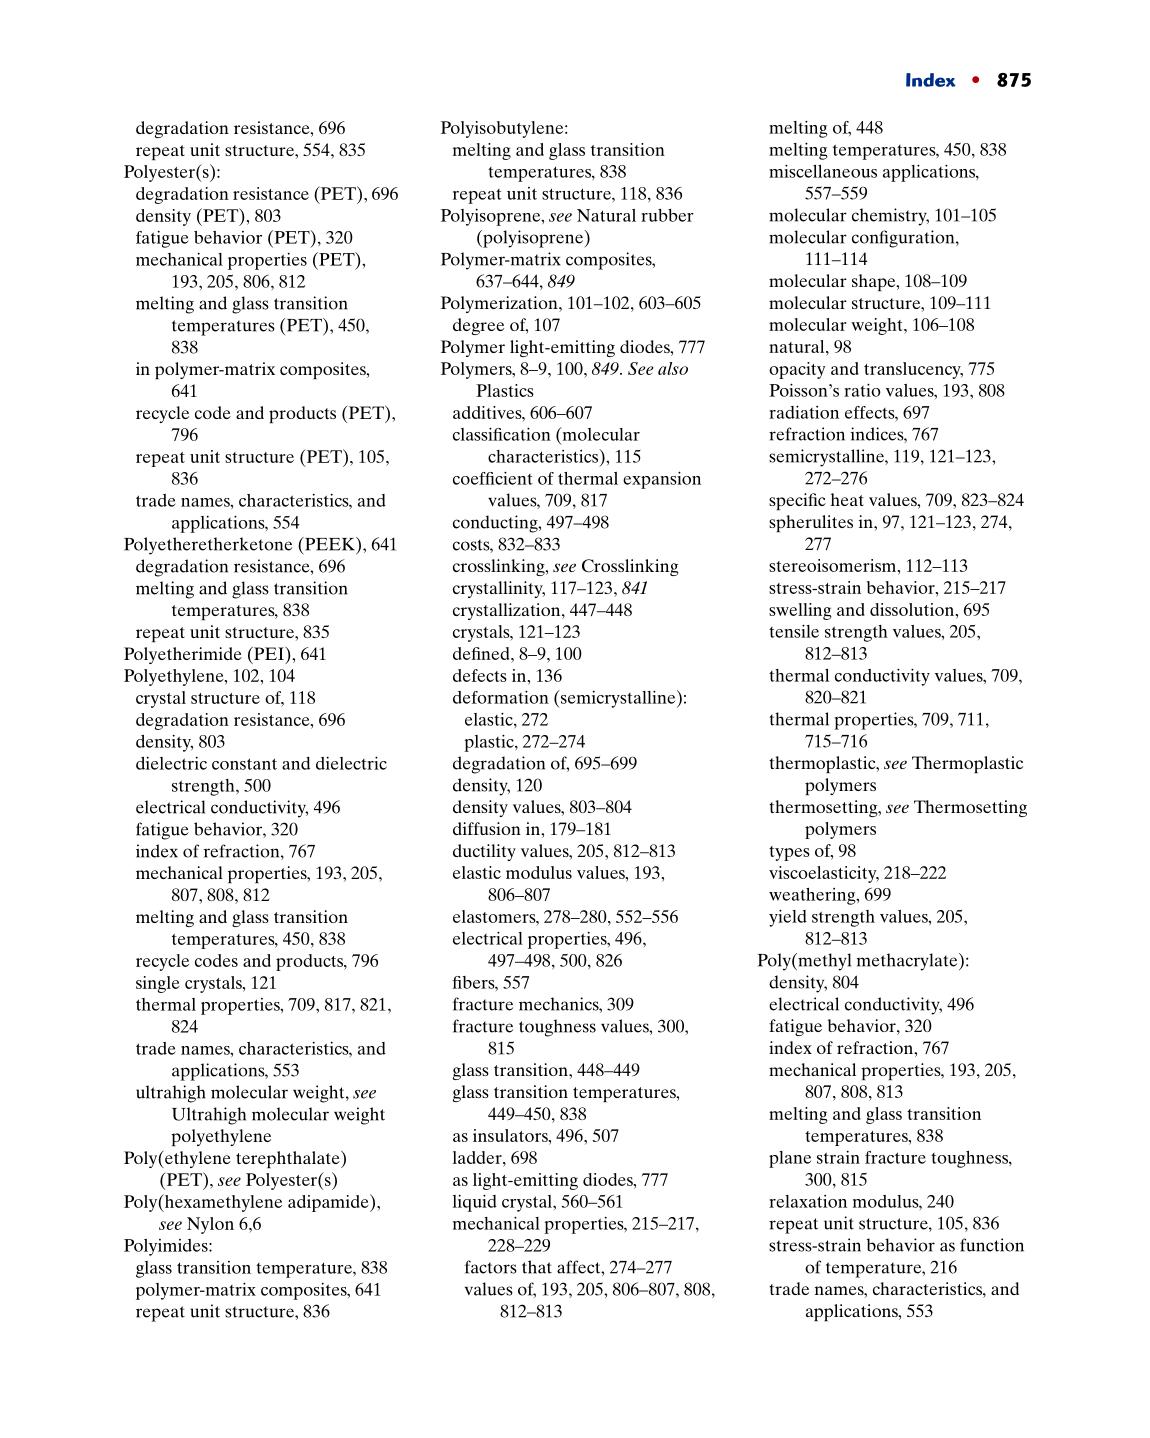 Index • 875
degradation resistance, 696
repeat unit structure, 554, 835
Polyester(s):
degradation resistance (PET), 696
density (PET), 803
fatigue behavior (PET), 320
mechanical properties (PET),
193, 205, 806, 812
melting and glass transition
temperatures (PET), 450,
838
in polymer-matrix composites,
641
recycle code and products (PET),
796
repeat unit structure (PET), 105,
836
trade names, characteristics, and
applications, 554
Polyetheretherketone (PEEK), 641
degradation resistance, 696
melting and glass transition
temperatures, 838
repeat unit structure, 835
Polyetherimide (PEI), 641
Polyethylene, 102, 104
crystal structure of, 118
degradation resistance, 696
density, 803
dielectric constant and dielectric
strength, 500
electrical conductivity, 496
fatigue behavior, 320
index of refraction, 767
mechanical properties, 193, 205,
807, 808, 812
melting and glass transition
temperatures, 450, 838
recycle codes and products, 796
single crystals, 121
thermal properties, 709, 817, 821,
824
trade names, characteristics, and
applications, 553
ultrahigh molecular weight, see
Ultrahigh molecular weight
polyethylene
Poly(ethylene terephthalate)
(PET), see Polyester(s)
Poly(hexamethylene adipamide),
see Nylon 6,6
Polyimides:
glass transition temperature, 838
polymer-matrix composites, 641
repeat unit structure, 836
Polyisobutylene:
melting and glass transition
temperatures, 838
repeat unit structure, 118, 836
Polyisoprene, see Natural rubber
(polyisoprene)
Polymer-matrix composites,
637–644, 849
Polymerization, 101–102, 603–605
degree of, 107
Polymer light-emitting diodes, 777
Polymers, 8–9, 100, 849. See also
Plastics
additives, 606–607
classification (molecular
characteristics), 115
coefficient of thermal expansion
values, 709, 817
conducting, 497–498
costs, 832–833
crosslinking, see Crosslinking
crystallinity, 117–123, 841
crystallization, 447–448
crystals, 121–123
defined, 8–9, 100
defects in, 136
deformation (semicrystalline):
elastic, 272
plastic, 272–274
degradation of, 695–699
density, 120
density values, 803–804
diffusion in, 179–181
ductility values, 205, 812–813
elastic modulus values, 193,
806–807
elastomers, 278–280, 552–556
electrical properties, 496,
497–498, 500, 826
fibers, 557
fracture mechanics, 309
fracture toughness values, 300,
815
glass transition, 448–449
glass transition temperatures,
449–450, 838
as insulators, 496, 507
ladder, 698
as light-emitting diodes, 777
liquid crystal, 560–561
mechanical properties, 215–217,
228–229
factors that affect, 274–277
values of, 193, 205, 806–807, 808,
812–813
melting of, 448
melting temperatures, 450, 838
miscellaneous applications,
557–559
molecular chemistry, 101–105
molecular configuration,
111–114
molecular shape, 108–109
molecular structure, 109–111
molecular weight, 106–108
natural, 98
opacity and translucency, 775
Poisson’s ratio values, 193, 808
radiation effects, 697
refraction indices, 767
semicrystalline, 119, 121–123,
272–276
specific heat values, 709, 823–824
spherulites in, 97, 121–123, 274,
277
stereoisomerism, 112–113
stress-strain behavior, 215–217
swelling and dissolution, 695
tensile strength values, 205,
812–813
thermal conductivity values, 709,
820–821
thermal properties, 709, 711,
715–716
thermoplastic, see Thermoplastic
polymers
thermosetting, see Thermosetting
polymers
types of, 98
viscoelasticity, 218–222
weathering, 699
yield strength values, 205,
812–813
Poly(methyl methacrylate):
density, 804
electrical conductivity, 496
fatigue behavior, 320
index of refraction, 767
mechanical properties, 193, 205,
807, 808, 813
melting and glass transition
temperatures, 838
plane strain fracture toughness,
300, 815
relaxation modulus, 240
repeat unit structure, 105, 836
stress-strain behavior as function
of temperature, 216
trade names, characteristics, and
applications, 553